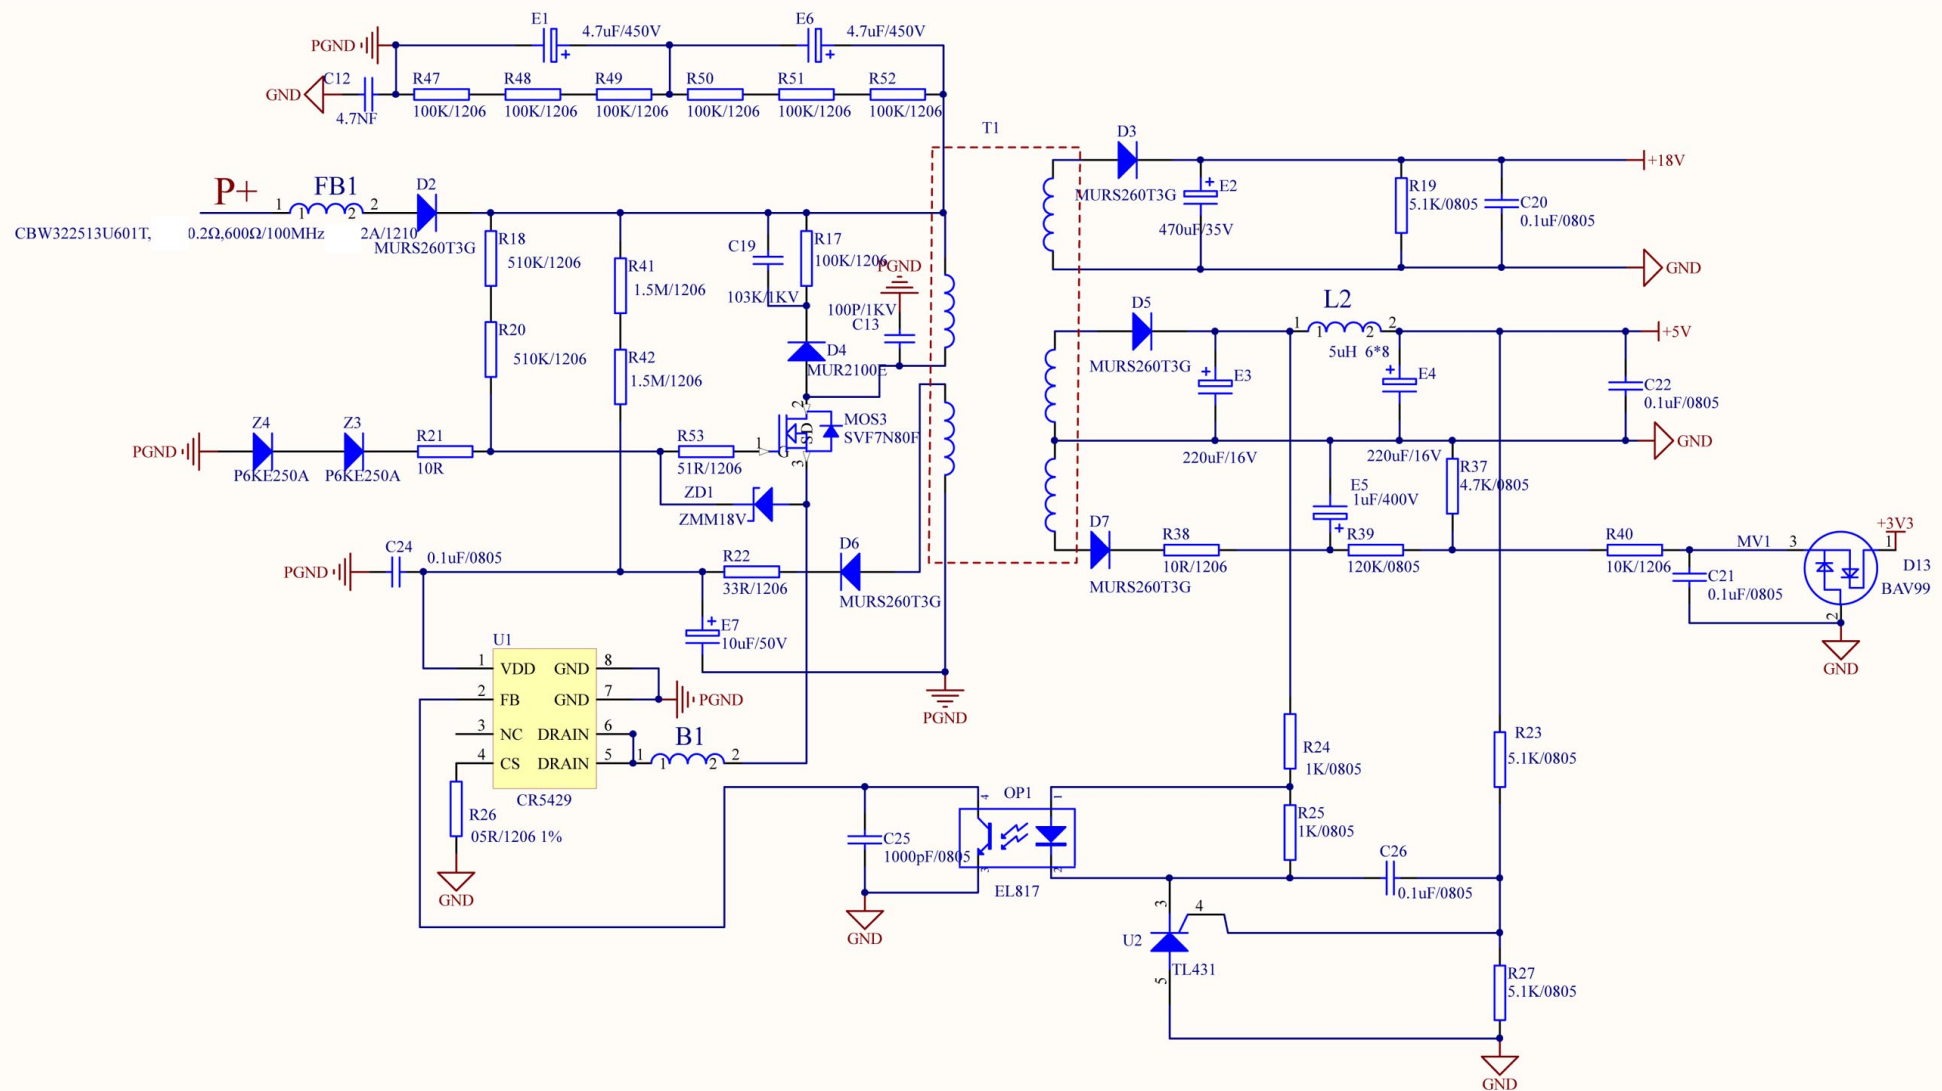 E1
4.7uF/450V
E6
4.7uF/450V
PGND
C12
GND
4.7NF
R47
100K/1206
R48
100K/1206
R49
100K/1206
R50
100K/1206
R51
100K/1206
R52
100K/1206
T1
P+
FB1
1 1 2 2
CBW322513U601T, 0.2Ω,600Ω/100MHz 2A/1210
D2
MURS260T3G
R18
510K/1206
R20
510K/1206
R41
1.5M/1206
R42
1.5M/1206
C19
103K/1KV
R17
100K/1206
PGND
100P/1KV
C13
D4
MUR2100E
D3
MURS260T3G
E2
470uF/35V
R19
5.1K/0805
C20
0.1uF/0805
+18V
GND
D5
MURS260T3G
L2
1 1 2 2
5uH 6*8
+5V
E3
220uF/16V
E4
220uF/16V
C22
0.1uF/0805
GND
PGND
Z4
P6KE250A
Z3
P6KE250A
R21
10R
R53
51R/1206
1
G
2
D
S
3
MOS3
SVF7N80F
ZD1
ZMM18V
E5
1uF/400V
R37
4.7K/0805
D7
MURS260T3G
R38
10R/1206
R39
120K/0805
R40
10K/1206
MV1
3
1
2
+3V3
D13
BAV99
C21
0.1uF/0805
GND
PGND
C24
0.1uF/0805
R22
33R/1206
D6
MURS260T3G
E7
10uF/50V
PGND
U1
1 VDD GND 8
2 FB GND 7
3 NC DRAIN 6
4 CS DRAIN 5
CR5429
PGND
B1
1 1 2 2
R26
05R/1206 1%
GND
C25
1000pF/0805
GND
OP1
4
1
3
2
EL817
R24
1K/0805
R25
1K/0805
R23
5.1K/0805
C26
0.1uF/0805
3
4
U2
TL431
5
R27
5.1K/0805
GND